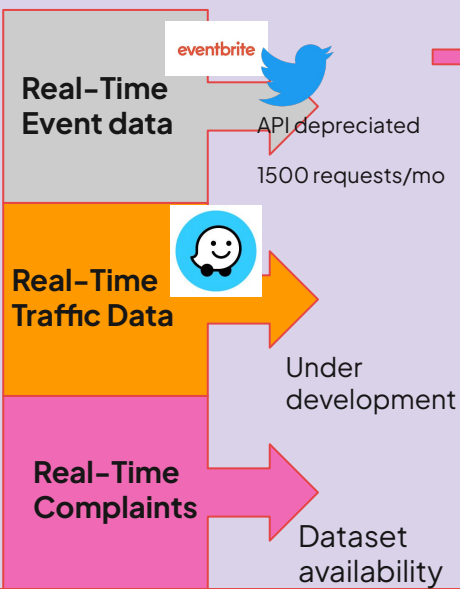 eventbrite
Real-Time
Event data
API depreciated
1500 requests/mo
Real-Time
Traffic Data
Under
development
Real-Time
Complaints
Dataset
availability